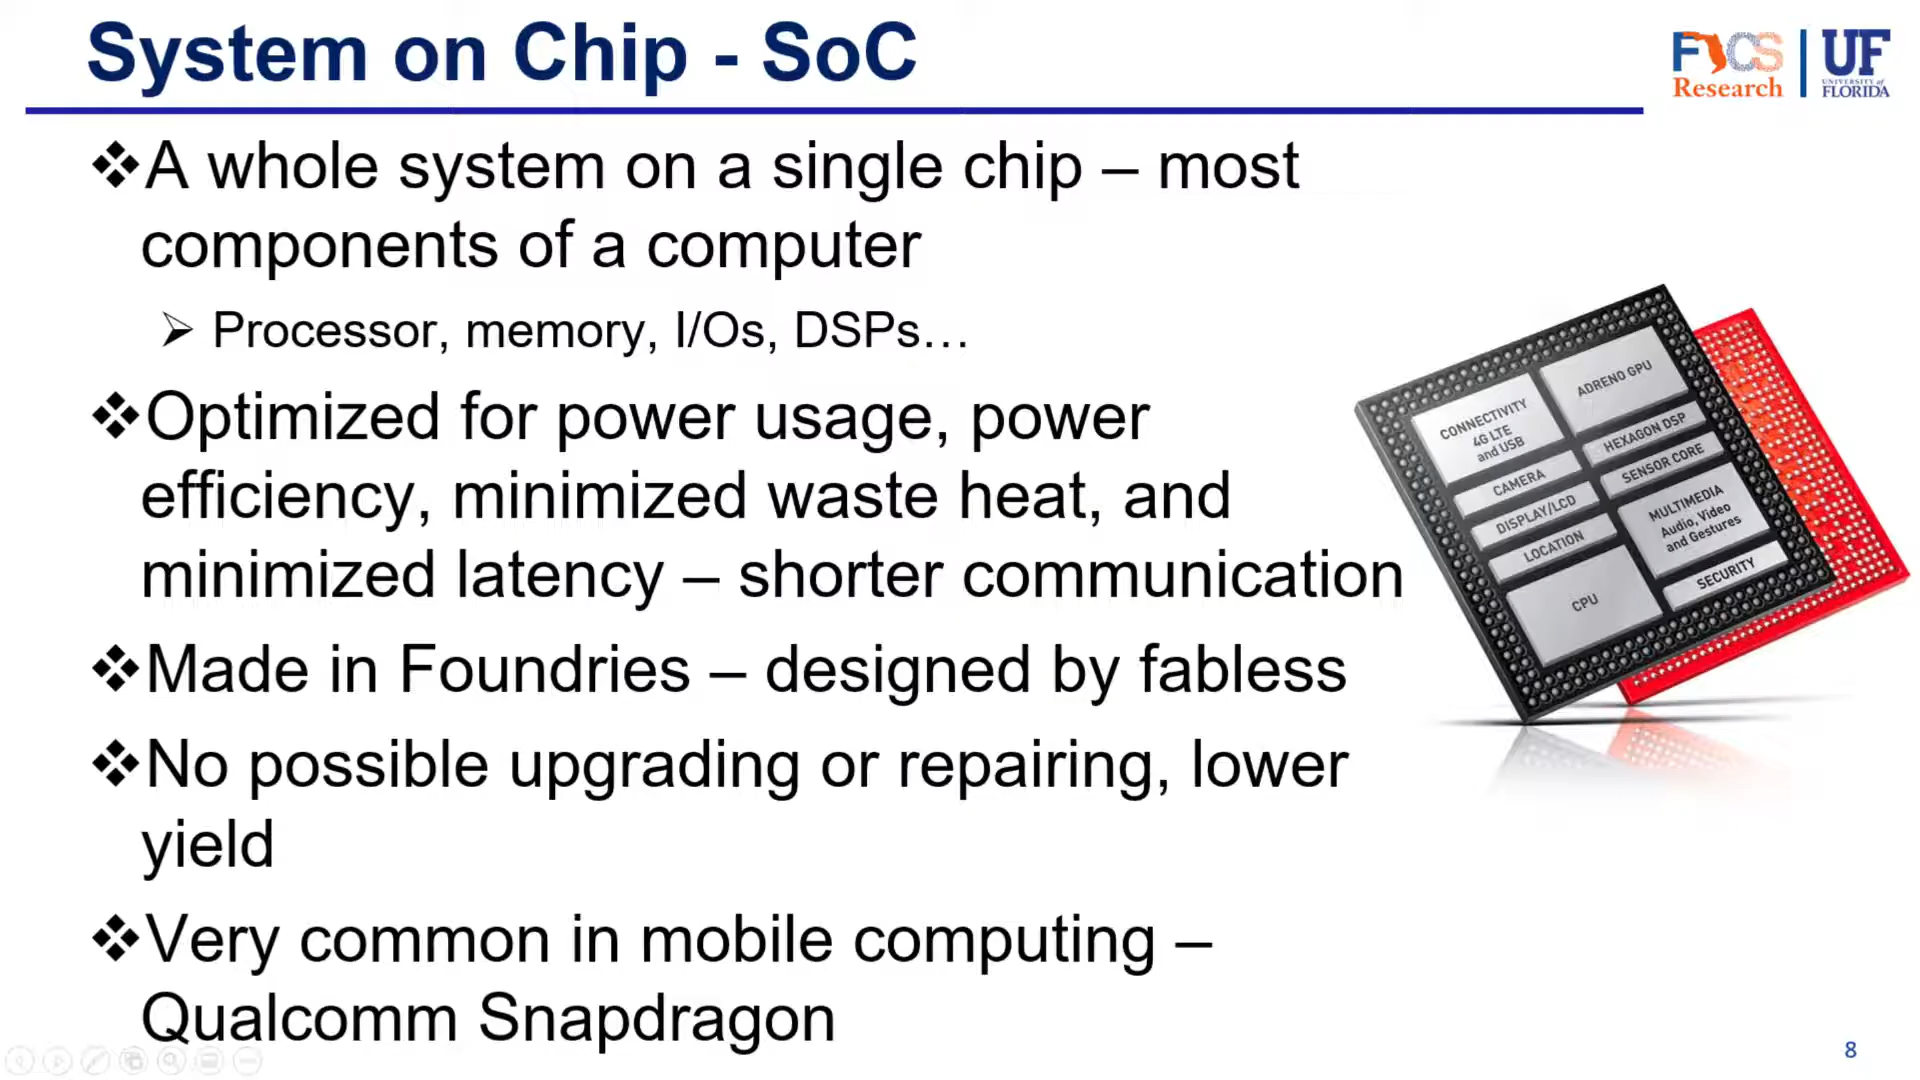 System on Chip - SoC
FICS
Research
UF
UNIVERSITY of
FLORIDA
❖A whole system on a single chip – most
components of a computer
➢ Processor, memory, I/Os, DSPs…
❖Optimized for power usage, power
efficiency, minimized waste heat, and
minimized latency – shorter communication
❖Made in Foundries – designed by fabless
❖No possible upgrading or repairing, lower
yield
❖Very common in mobile computing –
Qualcomm Snapdragon
CONNECTIVITY
4G LTE
and USB
ADRENO GPU
HEXAGON DSP
SENSOR CORE
CAMERA
DISPLAY/LCD
LOCATION
MULTIMEDIA
Audio, Video
and Gestures
CPU
SECURITY
8